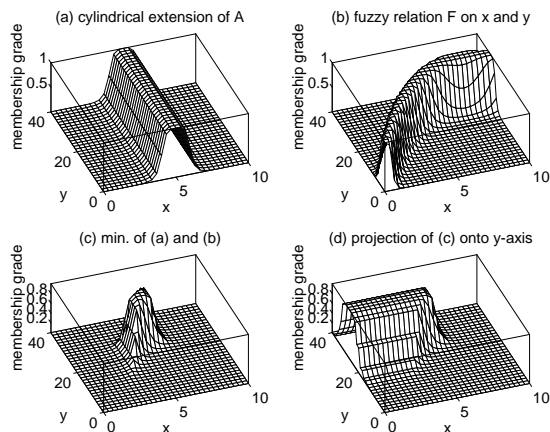 (a) cylindrical extension of A
membership grade
1
0.5
40
20
0
y
0
5
10
x
(b) fuzzy relation F on x and y
membership grade
1
0.5
40
20
0
y
0
5
10
x
(c) min. of (a) and (b)
membership grade
0.8
0.6
0.4
0.2
40
20
0
y
0
5
10
x
(d) projection of (c) onto y-axis
membership grade
0.8
0.6
0.4
0.2
40
20
0
y
0
5
10
x